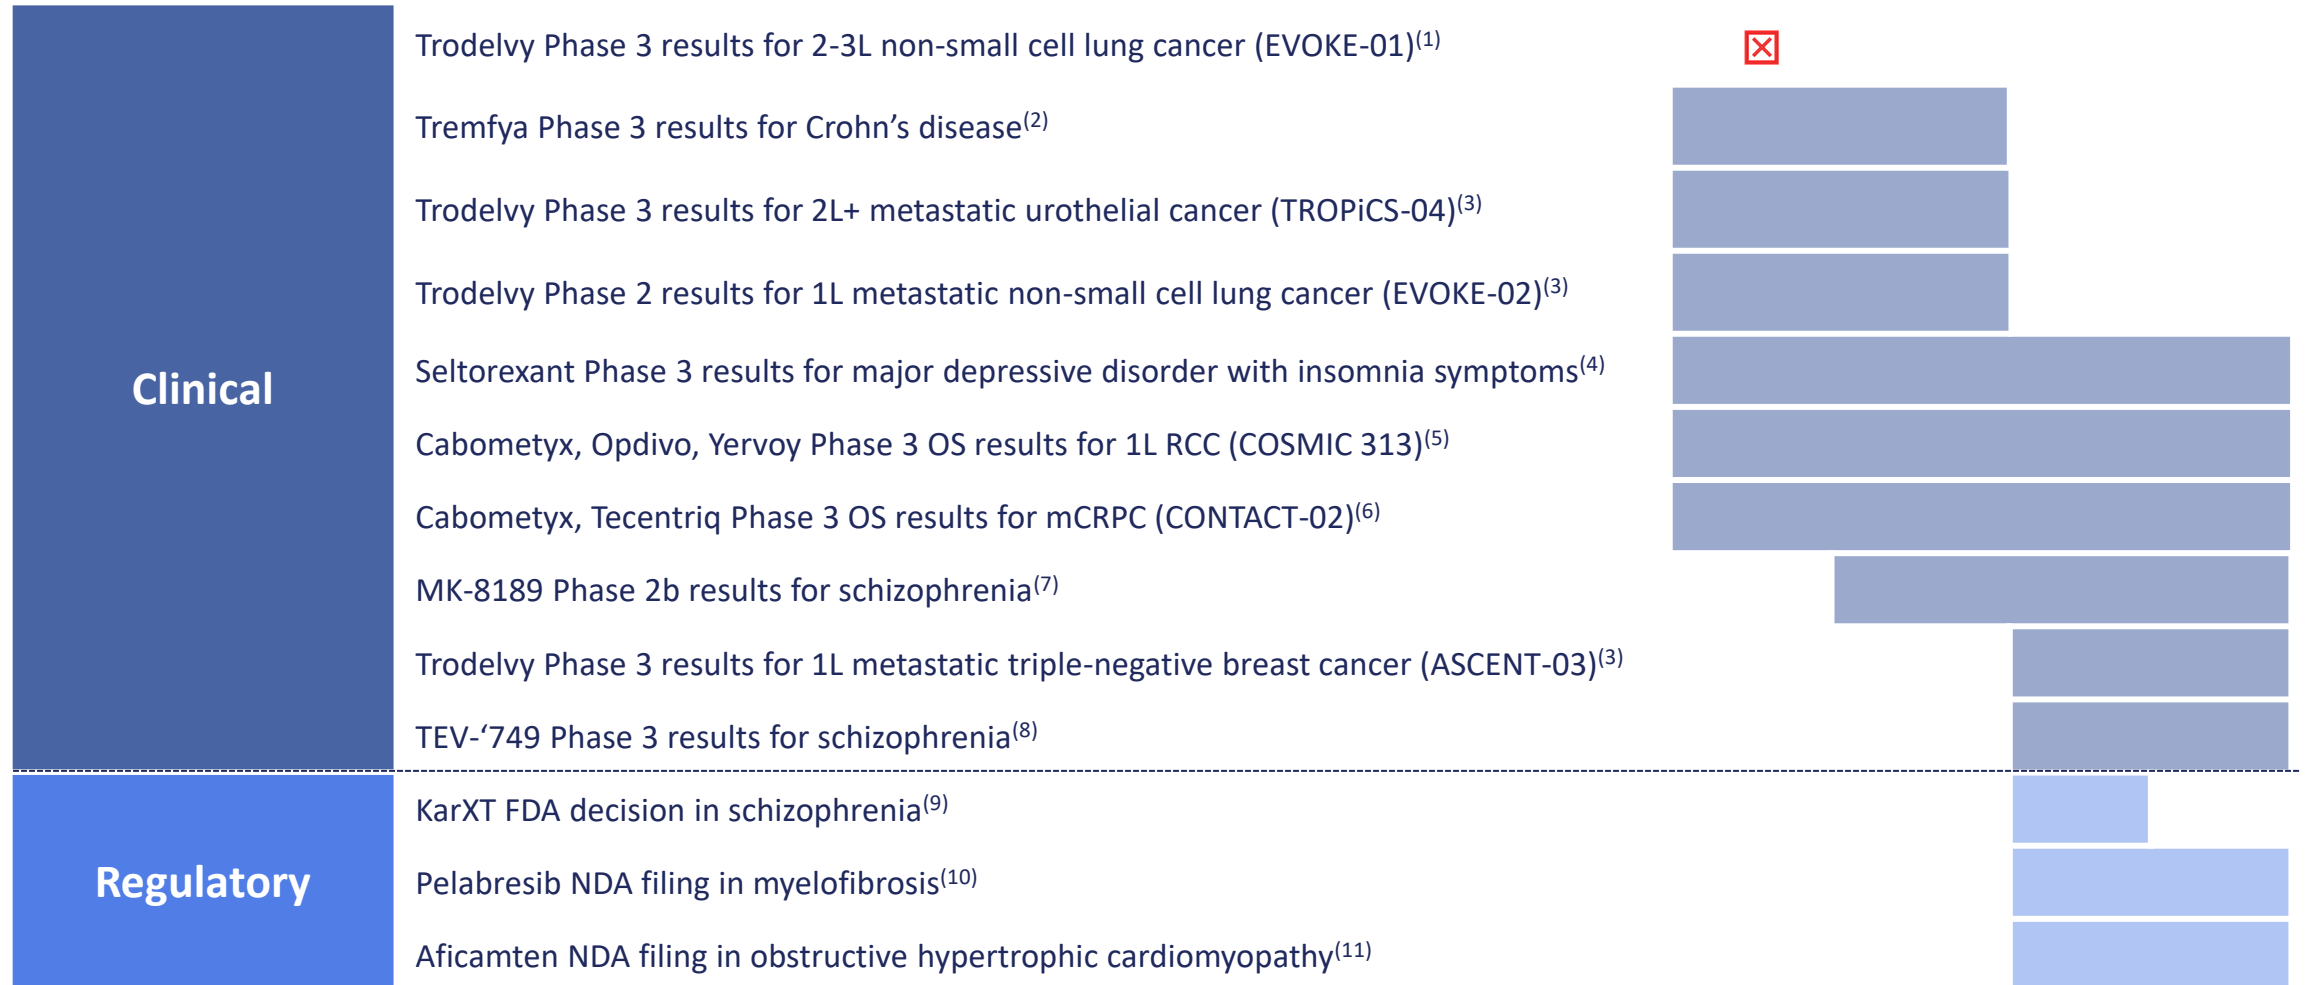 Clinical
Trodelvy Phase 3 results for 2-3L non-small cell lung cancer (EVOKE-01)(1)
Tremfya Phase 3 results for Crohn’s disease(2)
Trodelvy Phase 3 results for 2L+ metastatic urothelial cancer (TROPiCS-04)(3)
Trodelvy Phase 2 results for 1L metastatic non-small cell lung cancer (EVOKE-02)(3)
Seltorexant Phase 3 results for major depressive disorder with insomnia symptoms(4)
Cabometyx, Opdivo, Yervoy Phase 3 OS results for 1L RCC (COSMIC 313)(5)
Cabometyx, Tecentriq Phase 3 OS results for mCRPC (CONTACT-02)(6)
MK-8189 Phase 2b results for schizophrenia(7)
Trodelvy Phase 3 results for 1L metastatic triple-negative breast cancer (ASCENT-03)(3)
TEV-‘749 Phase 3 results for schizophrenia(8)
Regulatory
KarXT FDA decision in schizophrenia(9)
Pelabresib NDA filing in myelofibrosis(10)
Aficamten NDA filing in obstructive hypertrophic cardiomyopathy(11)